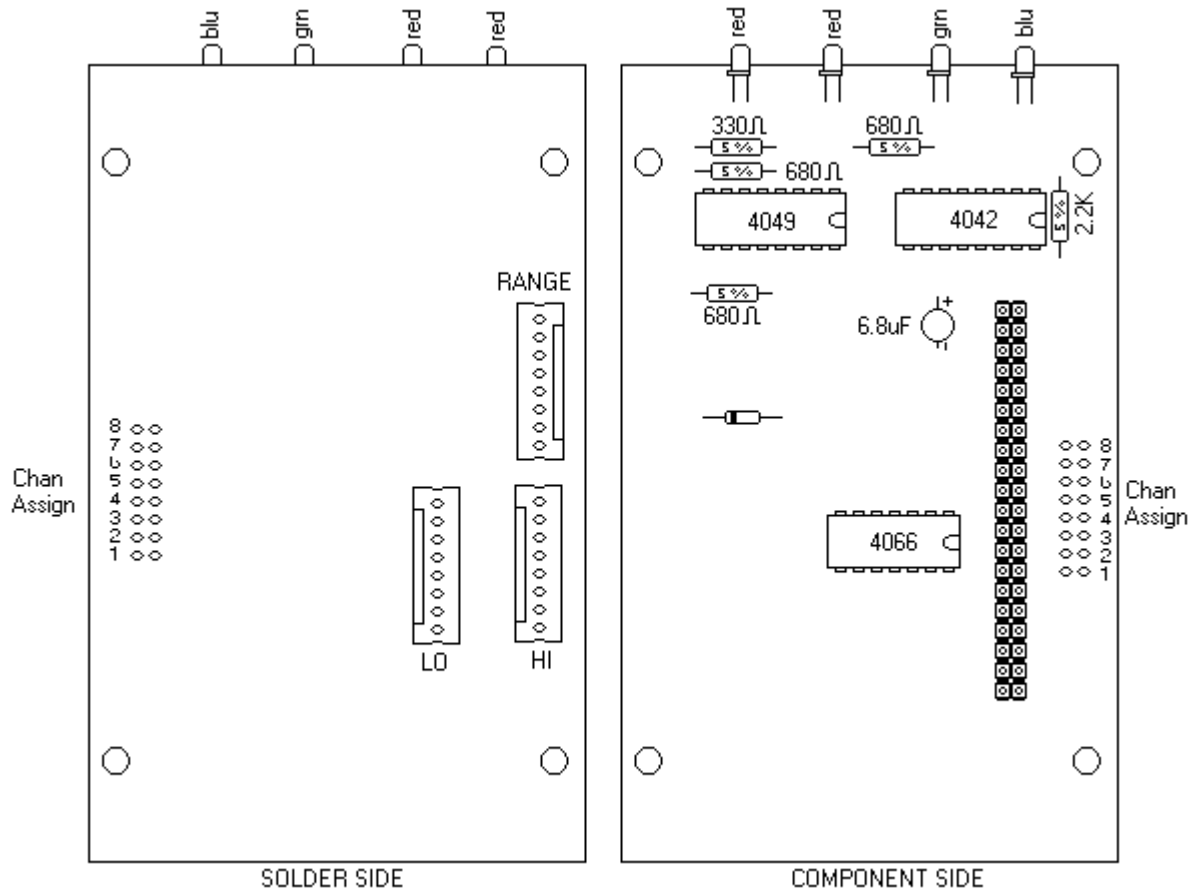 blu
grn
red
red
RANGE
8
7
6
5
4
3
2
1
Chan
Assign
LO
HI
SOLDER SIDE
red
red
grn
blu
330Ω
5 %
680Ω
5 %
5 %
680Ω
4049
4042
5 %
2.2K
5 %
680Ω
6.8uF
+
-
8
7
6
5
4
3
2
1
Chan
Assign
4066
COMPONENT SIDE